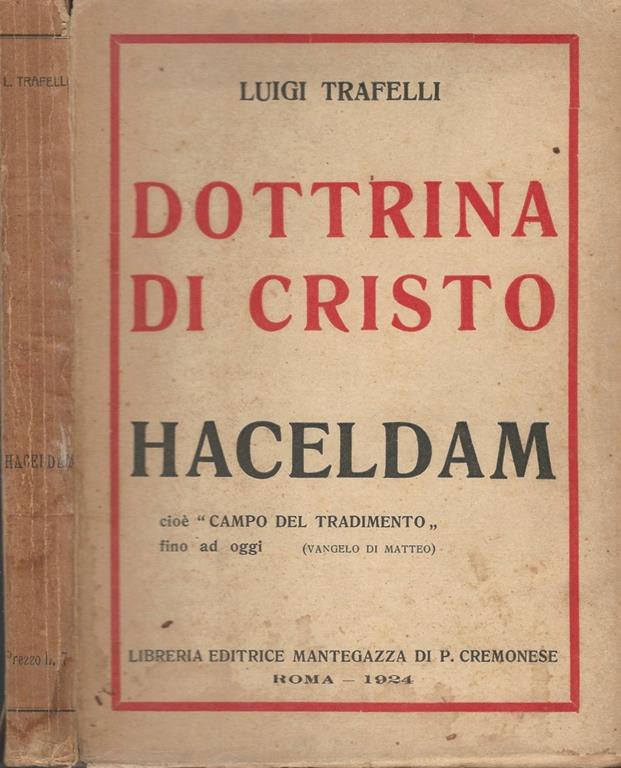 L. TRAFELLI
HACELDAM
Prezzo L. 7
LUIGI TRAFELLI
DOTTRINA
DI CRISTO
HACELDAM
cioè “ CAMPO DEL TRADIMENTO „
fino ad oggi (VANGELO DI MATTEO)
LIBRERIA EDITRICE MANTEGAZZA DI P. CREMONESE
ROMA – 1924